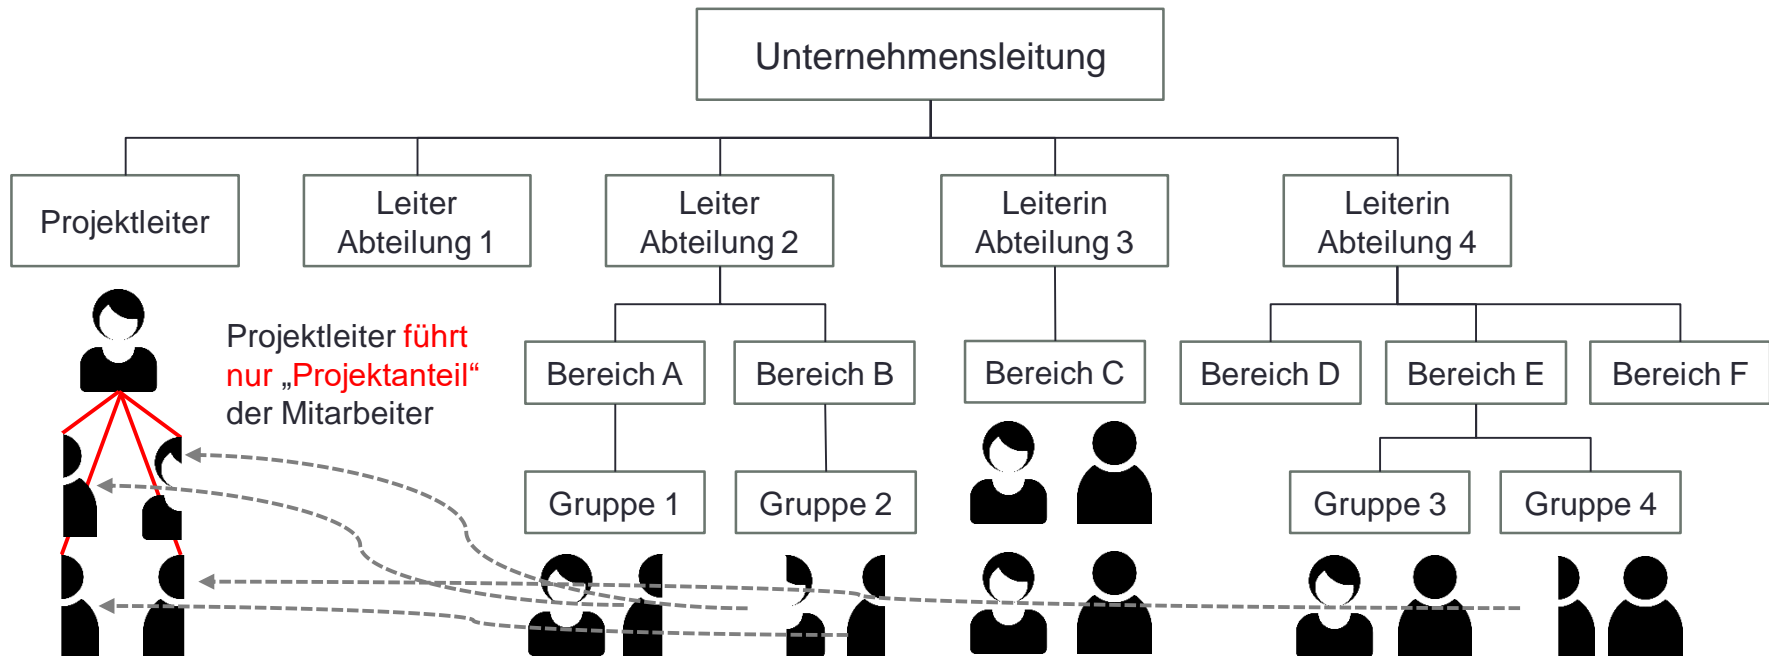 Unternehmensleitung
Projektleiter
Leiter
Abteilung 1
Leiter
Abteilung 2
Leiterin
Abteilung 3
Leiterin
Abteilung 4
Projektleiter führt
nur „Projektanteil“
der Mitarbeiter
Bereich A
Bereich B
Bereich C
Bereich D
Bereich E
Bereich F
Gruppe 1
Gruppe 2
Gruppe 3
Gruppe 4